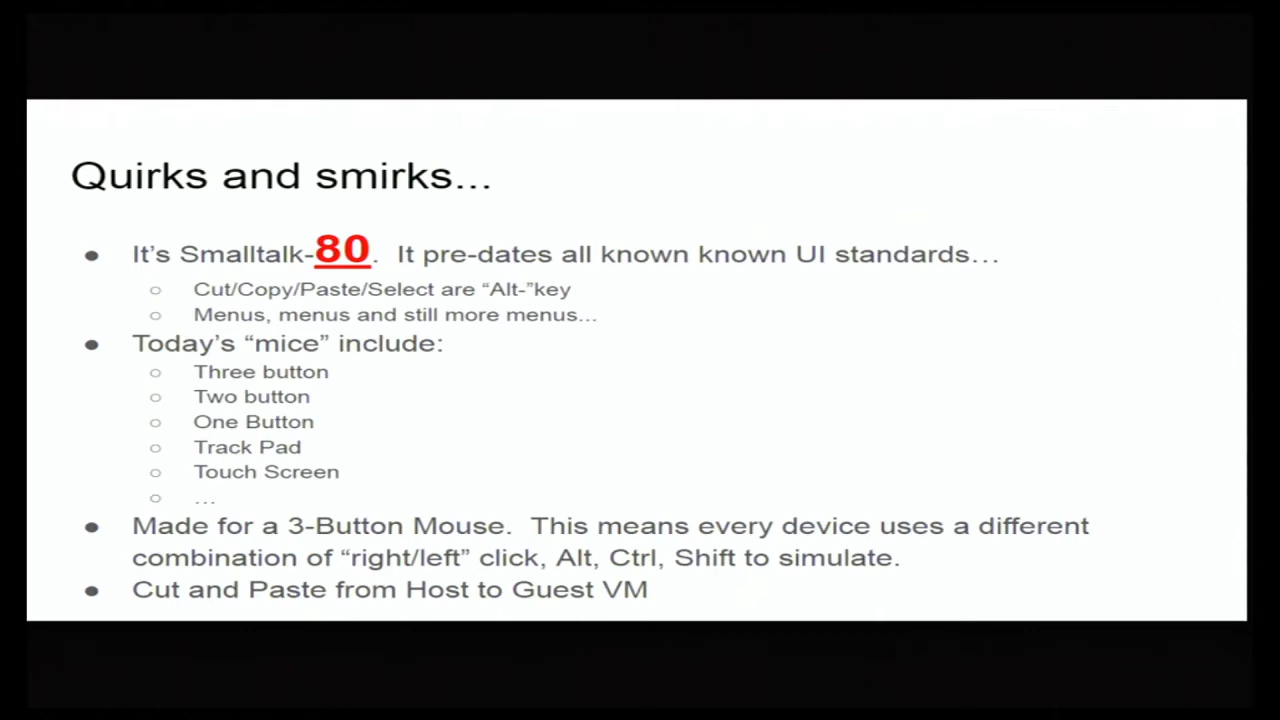 Quirks and smirks...
● It's Smalltalk-80. It pre-dates all known known UI standards…
○ Cut/Copy/Paste/Select are “Alt-”key
○ Menus, menus and still more menus...
● Today's “mice” include:
○ Three button
○ Two button
○ One Button
○ Track Pad
○ Touch Screen
○ …
● Made for a 3-Button Mouse. This means every device uses a different
combination of “right/left” click, Alt, Ctrl, Shift to simulate.
● Cut and Paste from Host to Guest VM